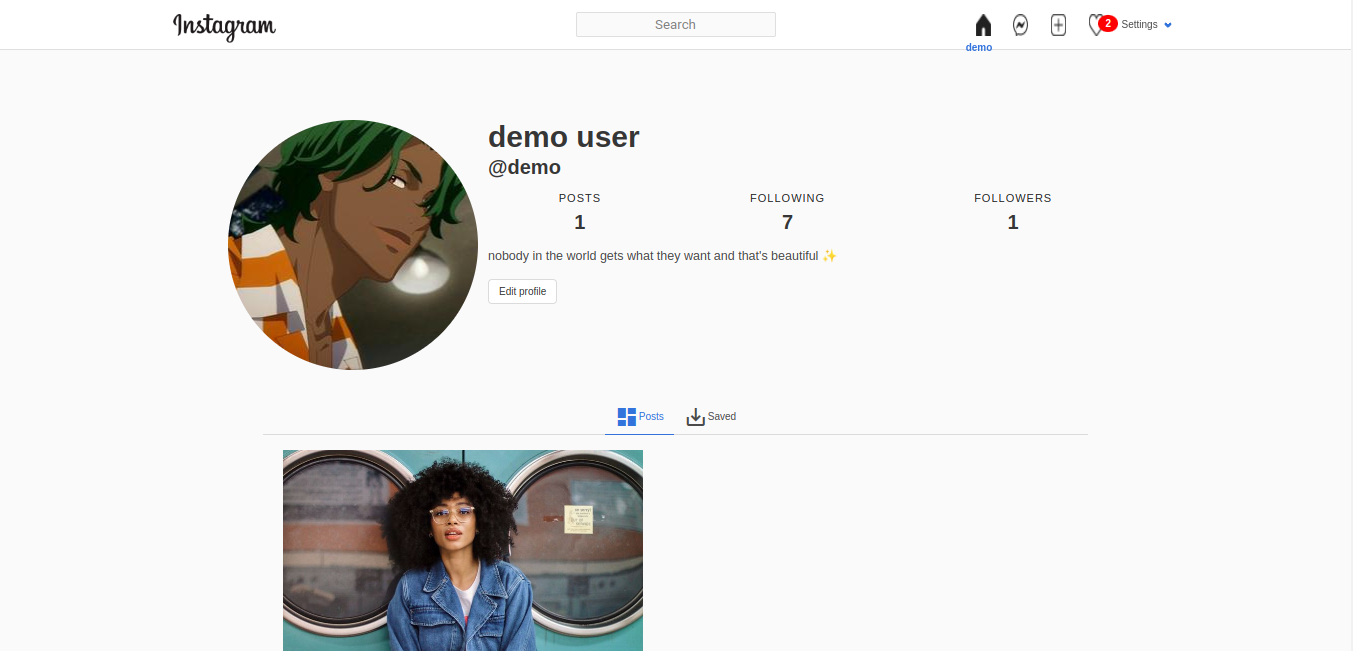 Instagram
Search
2
Settings
demo
demo user
@demo
POSTS
FOLLOWING
FOLLOWERS
1
7
1
nobody in the world gets what they want and that's beautiful ✨
Edit profile
Posts
Saved